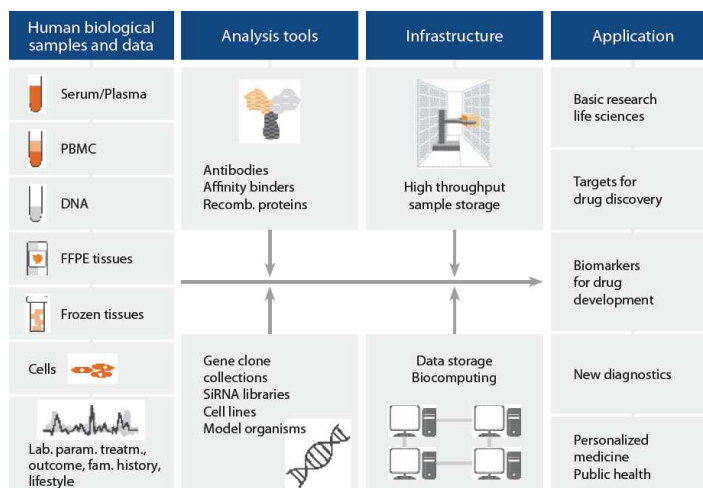 Human biological
samples and data
Serum/Plasma
PBMC
DNA
FFPE tissues
Frozen tissues
Cells
Lab. param. treatm.,
outcome, fam. history,
lifestyle
Analysis tools
Antibodies
Affinity binders
Recomb. proteins
Gene clone
collections
SiRNA libraries
Cell lines
Model organisms
Infrastructure
High throughput
sample storage
Data storage
Biocomputing
Application
Basic research
life sciences
Targets for
drug discovery
Biomarkers
for drug
development
New diagnostics
Personalized
medicine
Public health